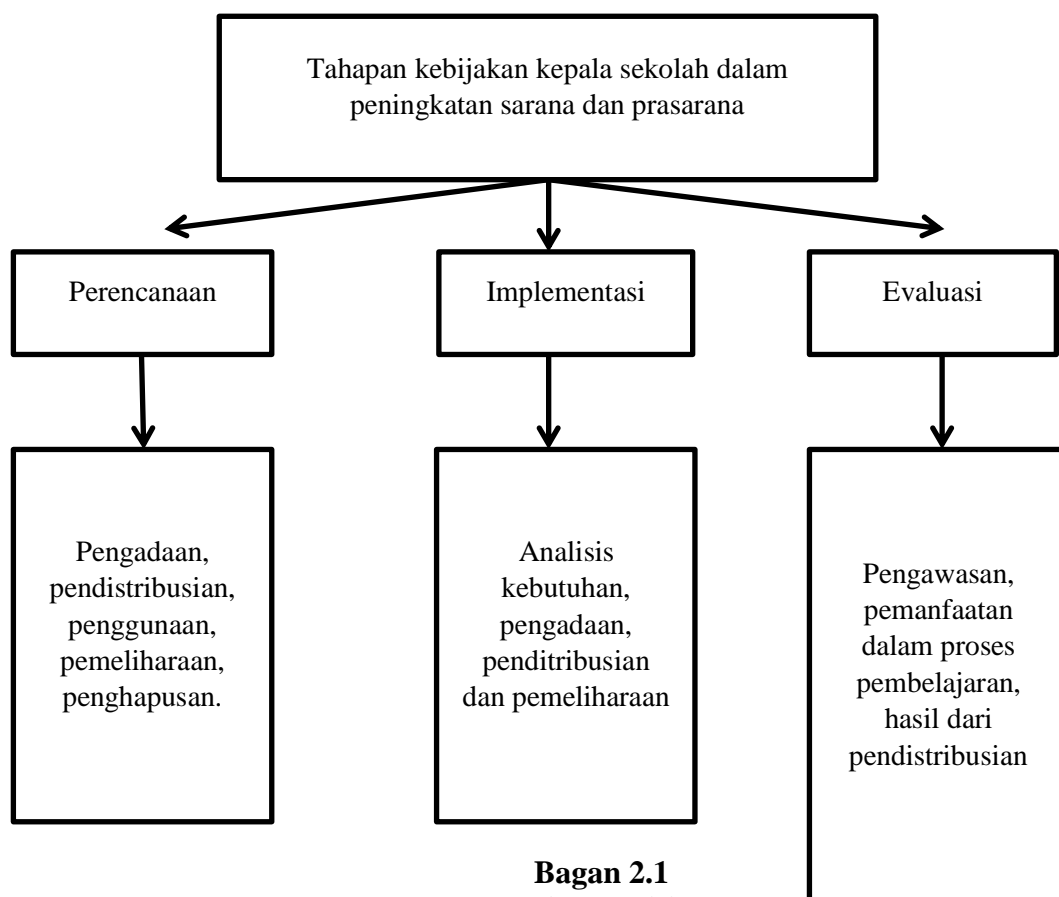 Tahapan kebijakan kepala sekolah dalam
peningkatan sarana dan prasarana
Perencanaan
Implementasi
Evaluasi
Pengadaan,
pendistribusian,
penggunaan,
pemeliharaan,
penghapusan.
Analisis
kebutuhan,
pengadaan,
penditribusian
dan pemeliharaan
Pengawasan,
pemanfaatan
dalam proses
pembelajaran,
hasil dari
pendistribusian
Bagan 2.1